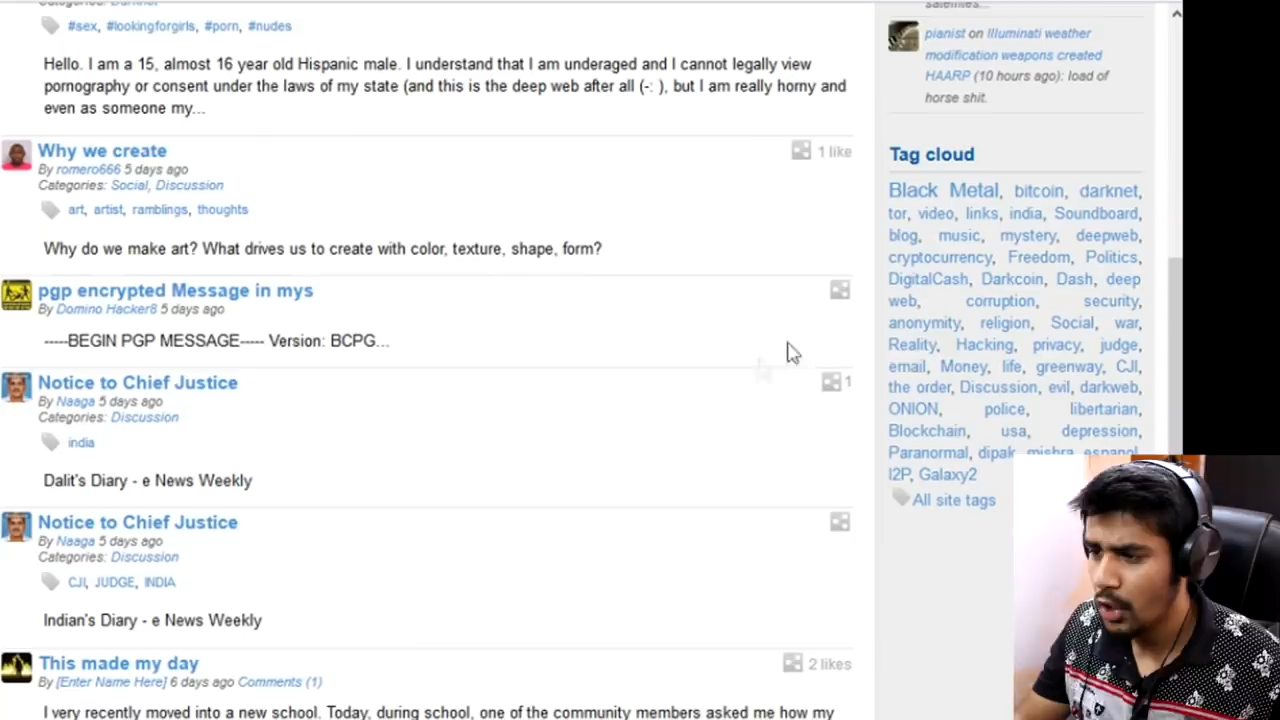 #sex, #lookingforgirls, #porn, #nudes
Hello. I am a 15, almost 16 year old Hispanic male. I understand that I am underaged and I cannot legally view
pornography or consent under the laws of my state (and this is the deep web after all (-: ), but I am really horny and
even as someone my...
Why we create
1 like
By romero666 5 days ago
Categories: Social, Discussion
art, artist, ramblings, thoughts
Why do we make art? What drives us to create with color, texture, shape, form?
pgp encrypted Message in mys
By Domino Hacker8 5 days ago
-----BEGIN PGP MESSAGE----- Version: BCPG...
Notice to Chief Justice
1
By Naaga 5 days ago
Categories: Discussion
india
Dalit's Diary - e News Weekly
Notice to Chief Justice
By Naaga 5 days ago
Categories: Discussion
CJI, JUDGE, INDIA
Indian's Diary - e News Weekly
This made my day
2 likes
By [Enter Name Here] 6 days ago Comments (1)
I very recently moved into a new school. Today, during school, one of the community members asked me how my
pianist on Illuminati weather
modification weapons created
HAARP (10 hours ago): load of
horse shit.
Tag cloud
Black Metal, bitcoin, darknet,
tor, video, links, india, Soundboard,
blog, music, mystery, deepweb,
cryptocurrency, Freedom, Politics,
DigitalCash, Darkcoin, Dash, deep
web, corruption, security,
anonymity, religion, Social, war,
Reality, Hacking, privacy, judge,
email, Money, life, greenway, CJI,
the order, Discussion, evil, darkweb,
ONION, police, libertarian,
Blockchain, usa, depression,
Paranormal, dipak mishra, espanol,
I2P, Galaxy2
All site tags